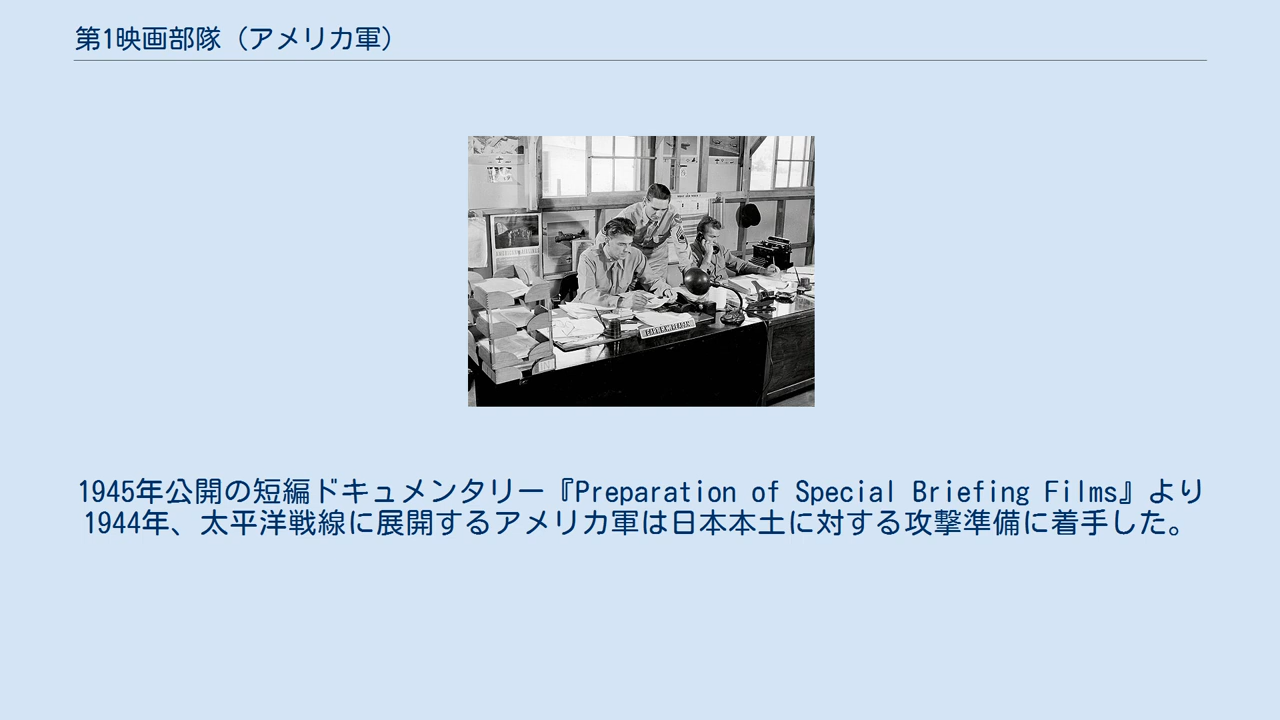 第1映画部隊（アメリカ軍）
1945年公開の短編ドキュメンタリー『Preparation of Special Briefing Films』より
1944年、太平洋戦線に展開するアメリカ軍は日本本土に対する攻撃準備に着手した。